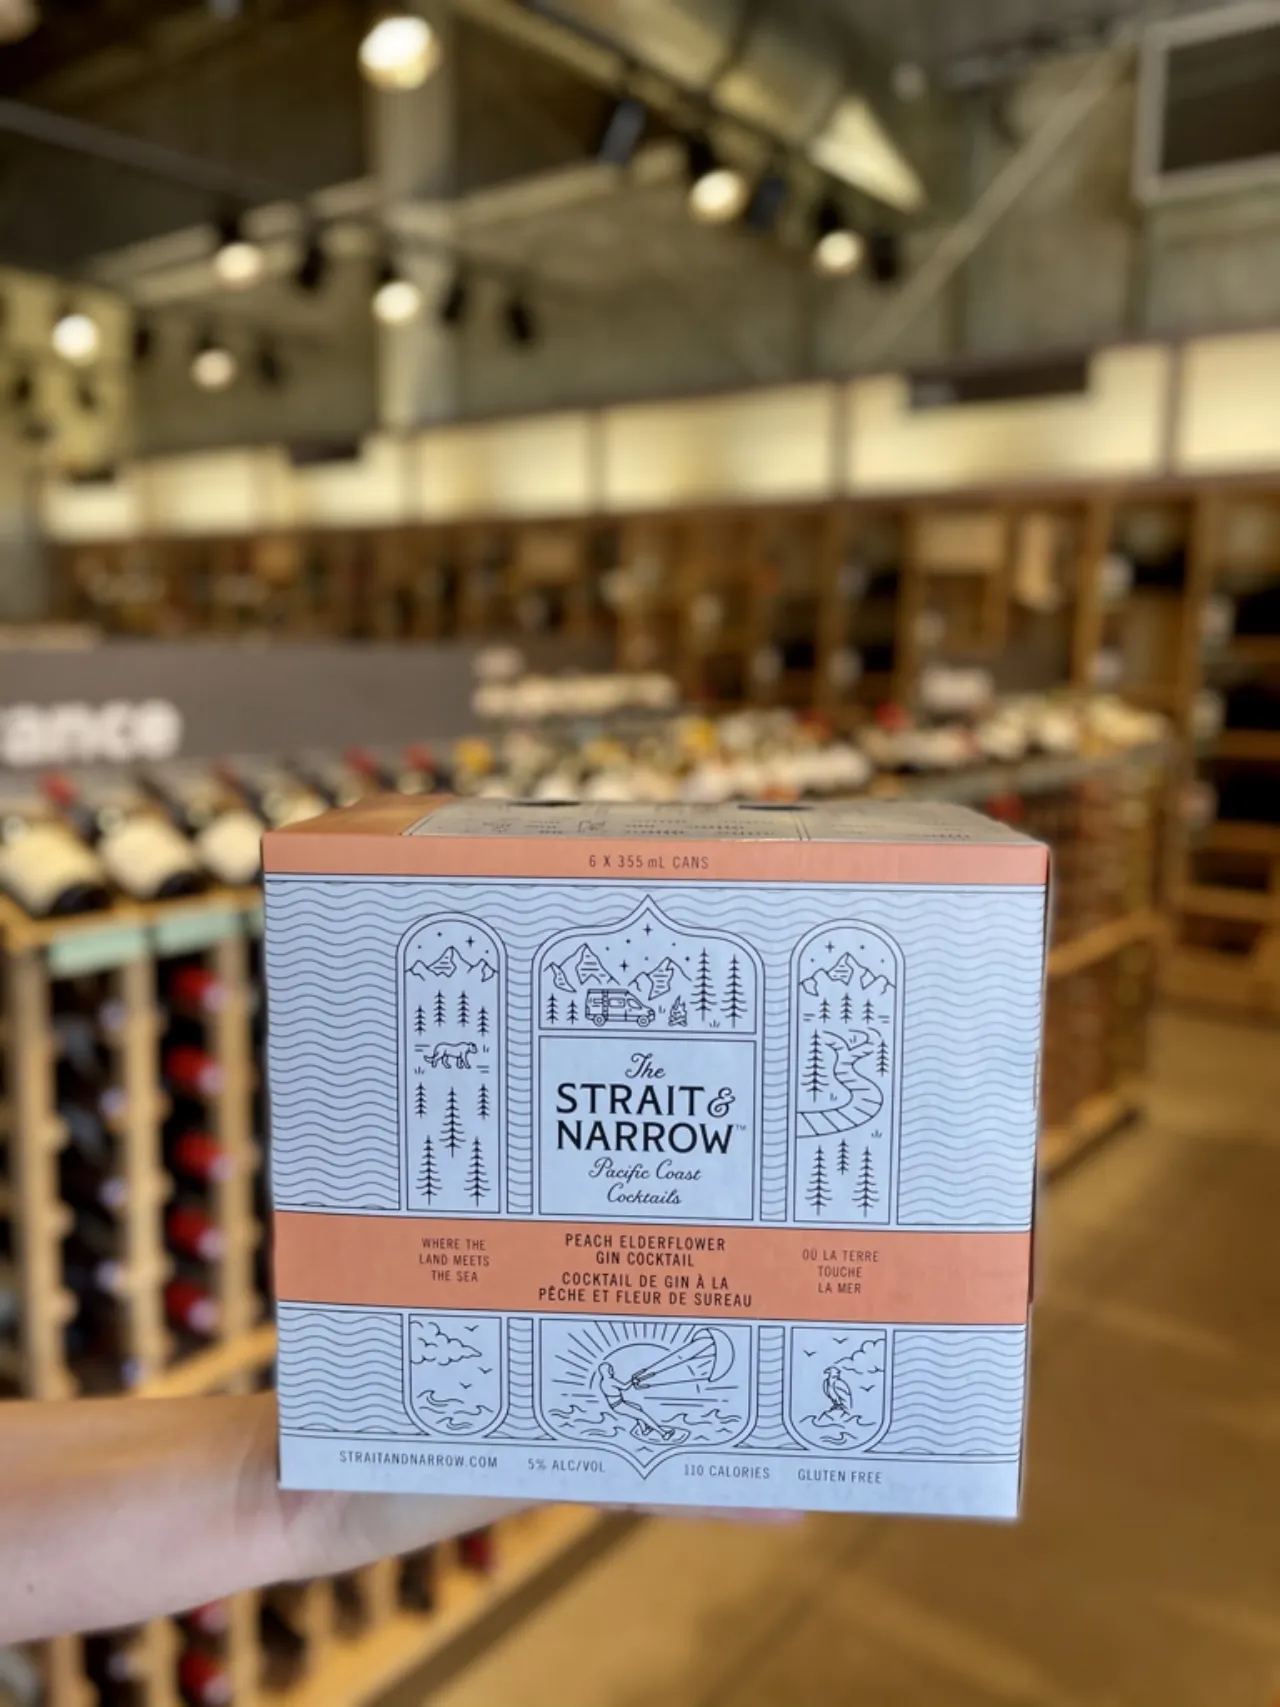 ance
6 X 355 mL CANS
The
STRAIT &
NARROW™
Pacific Coast
Cocktails
WHERE THE
LAND MEETS
THE SEA
PEACH ELDERFLOWER
GIN COCKTAIL
COCKTAIL DE GIN À LA
PÊCHE ET FLEUR DE SUREAU
OÙ LA TERRE
TOUCHE
LA MER
STRAITANDNARROW.COM 5% ALC/VOL 110 CALORIES GLUTEN FREE